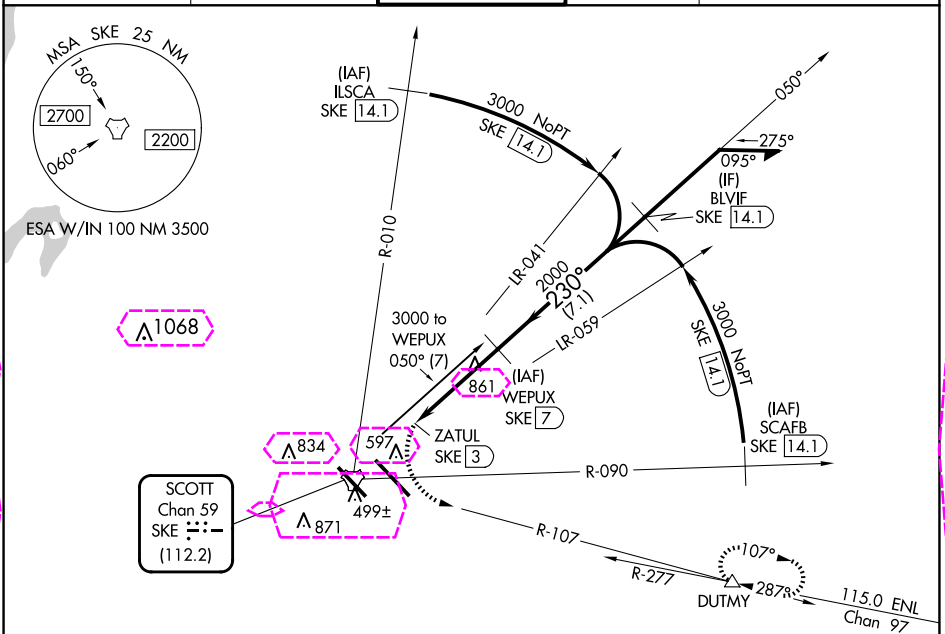 MSA SKE 25 NM
150°
2700
2200
060°
ESA W/IN 100 NM 3500
(IAF)
ILSCA
SKE 14.1
3000 NoPT
SKE 14.1
050°
275°
095°
(IF)
BLVIF
SKE 14.1
R-010
LR-041
2000
230°
(7.1)
LR-059
3000 NoPT
SKE 14.1
1068
3000 to
WEPUX
050° (7)
861
(IAF)
WEPUX
SKE 7
(IAF)
SCAFB
SKE 14.1
834
597
ZATUL
SKE 3
R-090
SCOTT
Chan 59
SKE
(112.2)
499±
871
R-107
R-277
107°
287°
DUTMY
115.0 ENL
Chan 97